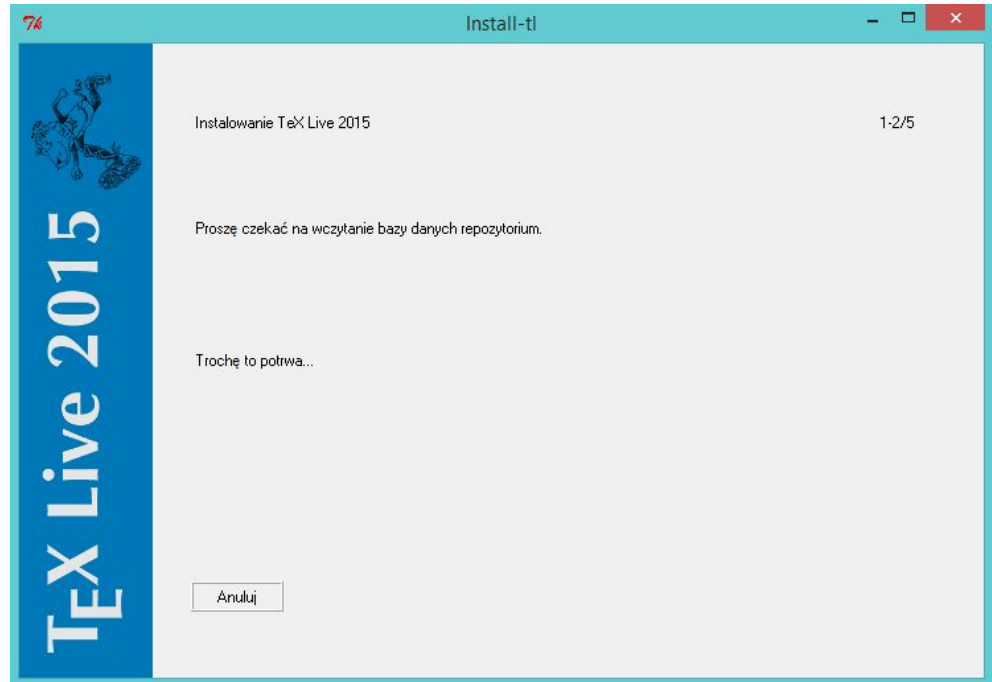 Install-tl
Instalowanie TeX Live 2015 1-2/5
Proszę czekać na wczytanie bazy danych repozytorium.
Trochę to potrwa...
Anuluj
TEX Live 2015